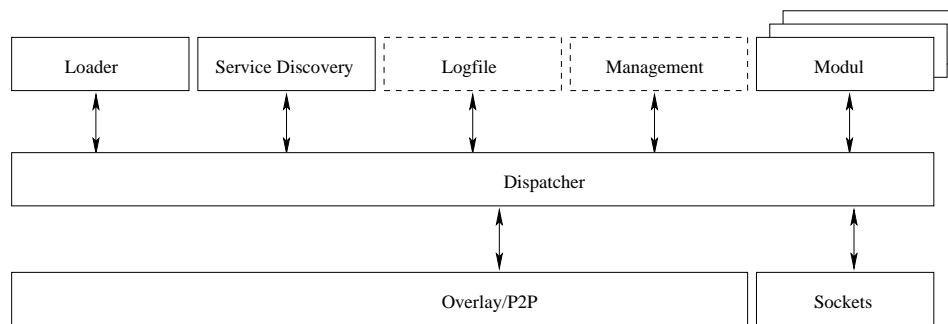 Loader
Service Discovery
Logfile
Management
Modul
Dispatcher
Overlay/P2P
Sockets